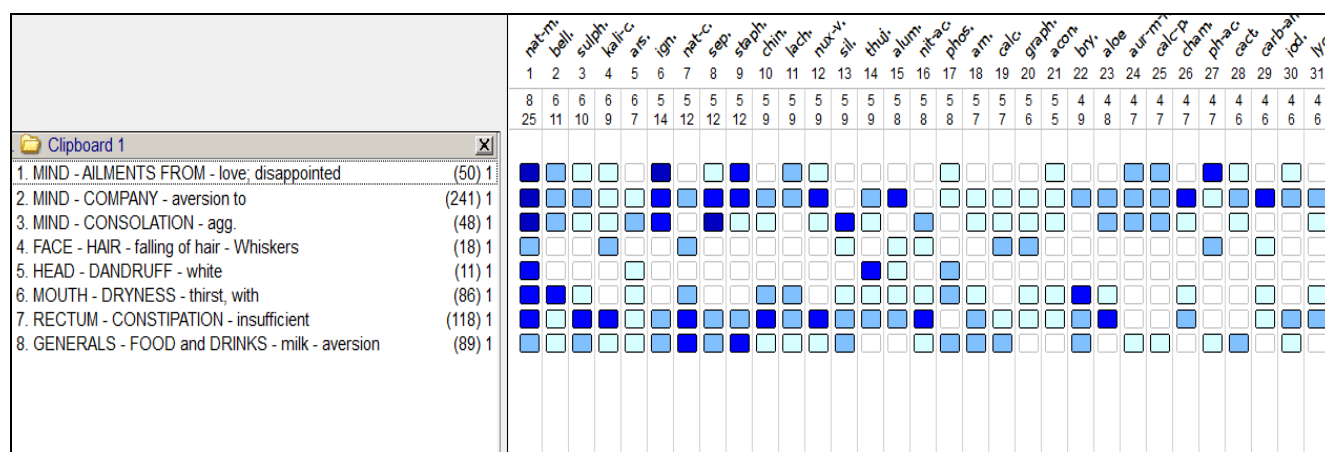 nat-m. bell. sulph. kali-c. ars. ign. nat-c. sep. staph. chin. lach. nux-v. sil. thuj. alum. nit-ac. phos. arn. calc. graph. acon. bry. aloe calc-p. cham. ph-ac. cact. iod.
1 2 3 4 5 6 7 8 9 10 11 12 13 14 15 16 17 18 19 20 21 22 23 24 25 26 27 28 29 30 31
8 6 6 6 6 5 5 5 5 5 5 5 5 5 5 5 5 5 5 5 5 4 4 4 4 4 4 4 4 4 4
25 11 10 9 7 14 12 12 12 9 9 9 9 9 8 8 8 7 7 6 5 9 8 7 7 7 7 6 6 6 6
Clipboard 1 X
1. MIND - AILMENTS FROM - love; disappointed (50) 1
2. MIND - COMPANY - aversion to (241) 1
3. MIND - CONSOLATION - agg. (48) 1
4. FACE - HAIR - falling of hair - Whiskers (18) 1
5. HEAD - DANDRUFF - white (11) 1
6. MOUTH - DRYNESS - thirst, with (86) 1
7. RECTUM - CONSTIPATION - insufficient (118) 1
8. GENERALS - FOOD and DRINKS - milk - aversion (89) 1